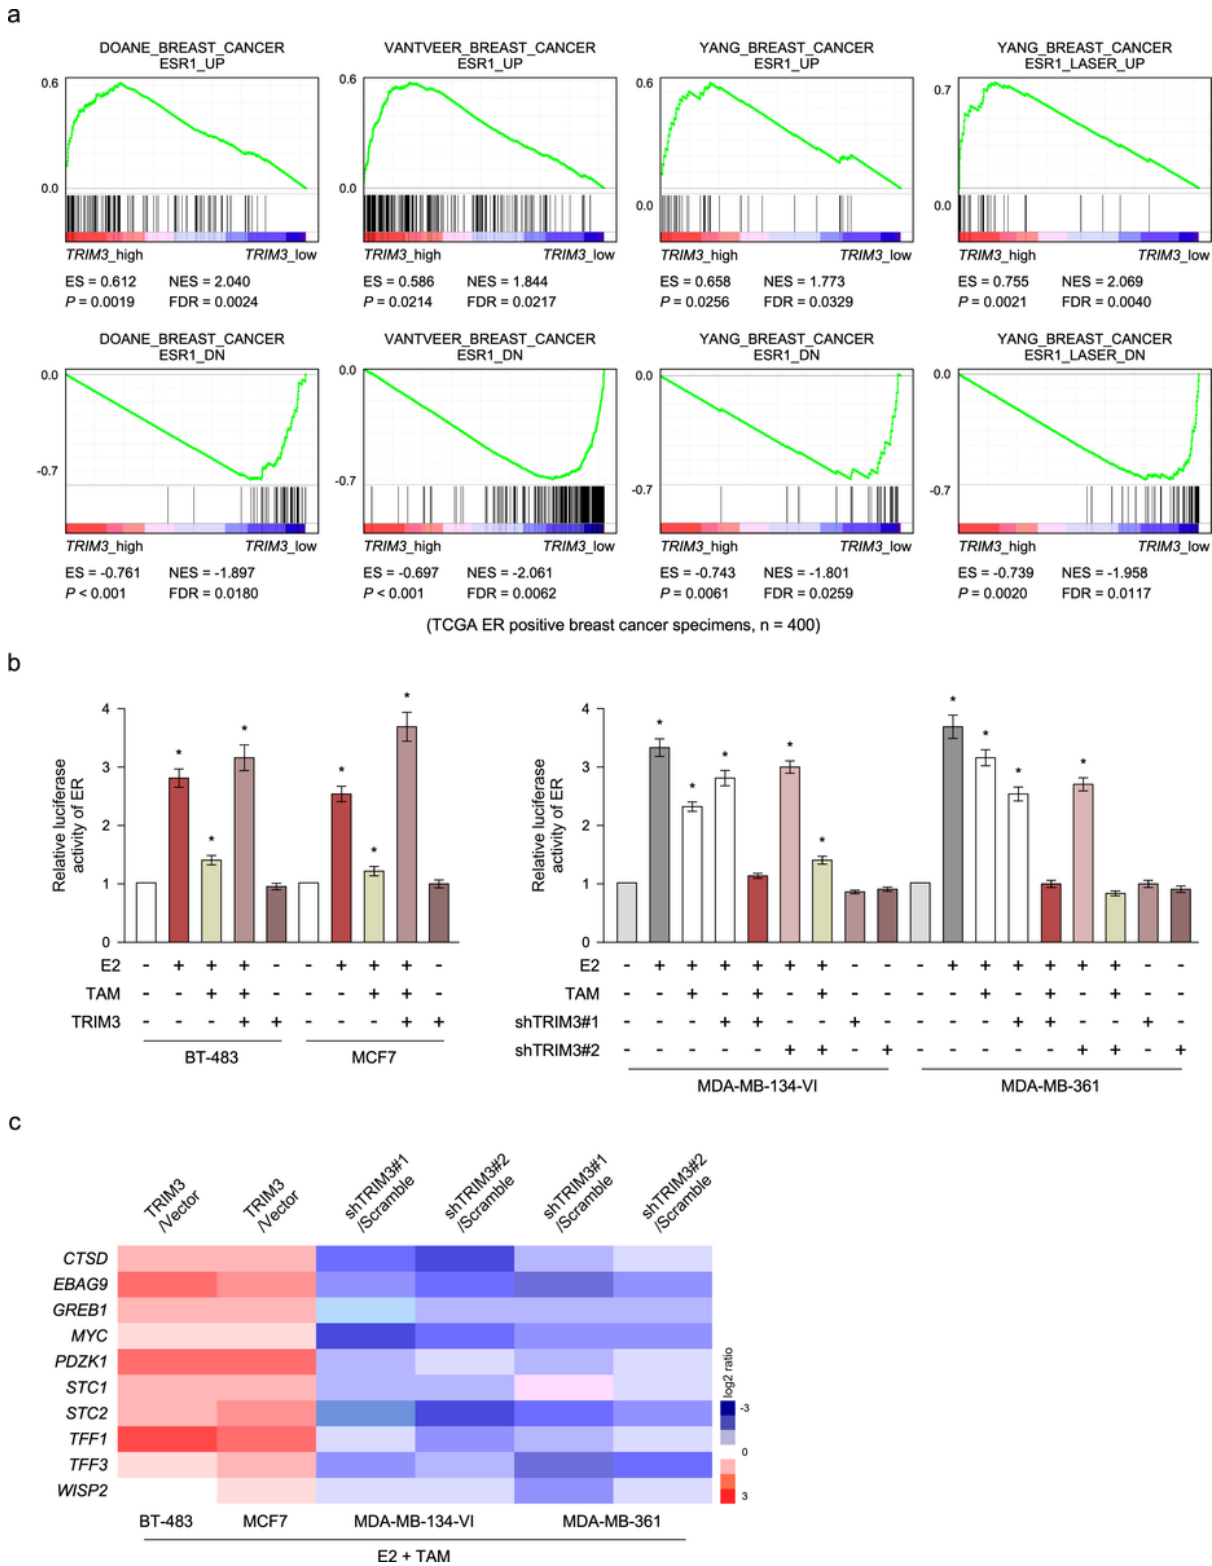 a
DOANE_BREAST_CANCER
ESR1_UP
VANTVEER_BREAST_CANCER
ESR1_UP
YANG_BREAST_CANCER
ESR1_UP
YANG_BREAST_CANCER
ESR1_LASER_UP
0.6
0.0
0.6
0.0
0.6
0.0
0.7
0.0
TRIM3_high TRIM3_low
TRIM3_high TRIM3_low
TRIM3_high TRIM3_low
TRIM3_high TRIM3_low
ES = 0.612 NES = 2.040
P = 0.0019 FDR = 0.0024
ES = 0.586 NES = 1.844
P = 0.0214 FDR = 0.0217
ES = 0.658 NES = 1.773
P = 0.0256 FDR = 0.0329
ES = 0.755 NES = 2.069
P = 0.0021 FDR = 0.0040
DOANE_BREAST_CANCER
ESR1_DN
VANTVEER_BREAST_CANCER
ESR1_DN
YANG_BREAST_CANCER
ESR1_DN
YANG_BREAST_CANCER
ESR1_LASER_DN
0.0
-0.7
0.0
-0.7
0.0
-0.7
0.0
-0.7
TRIM3_high TRIM3_low
TRIM3_high TRIM3_low
TRIM3_high TRIM3_low
TRIM3_high TRIM3_low
ES = -0.761 NES = -1.897
P < 0.001 FDR = 0.0180
ES = -0.697 NES = -2.061
P < 0.001 FDR = 0.0062
ES = -0.743 NES = -1.801
P = 0.0061 FDR = 0.0259
ES = -0.739 NES = -1.958
P = 0.0020 FDR = 0.0117
(TCGA ER positive breast cancer specimens, n = 400)
b
Relative luciferase
activity of ER
4
3
2
1
0
* * * * * *
E2 - + + + - - + + + -
TAM - - + + - - - + + -
TRIM3 - - - + + - - - + +
BT-483 MCF7
Relative luciferase
activity of ER
4
3
2
1
0
* * * * * * * * *
E2 - + + + + + + - - - + + + + + + - -
TAM - - + - + - + - - - - + - + - + - -
shTRIM3#1 - - - + + - - + - - - - + + - - + -
shTRIM3#2 - - - - - + + - + - - - - - + + - +
MDA-MB-134-VI MDA-MB-361
c
TRIM3
/Vector
TRIM3
/Vector
shTRIM3#1
/Scramble
shTRIM3#2
/Scramble
shTRIM3#1
/Scramble
shTRIM3#2
/Scramble
CTSD
EBAG9
GREB1
MYC
PDZK1
STC1
STC2
TFF1
TFF3
WISP2
log2 ratio
-3
0
3
BT-483 MCF7 MDA-MB-134-VI MDA-MB-361
E2 + TAM